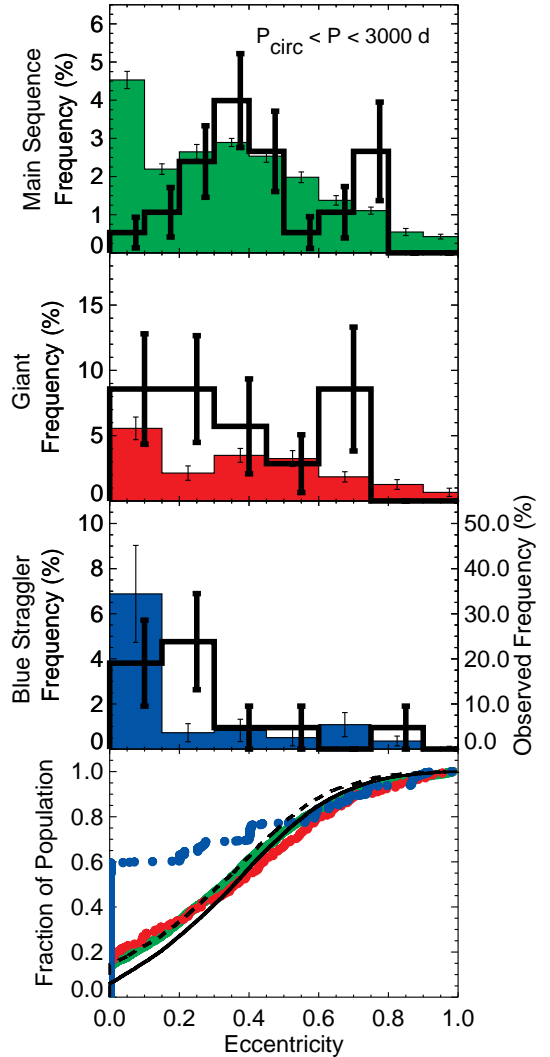 P_circ < P < 3000 d
Main Sequence
Frequency (%)
6
5
4
3
2
1
0
Giant
Frequency (%)
15
10
5
0
Blue Straggler
Frequency (%)
10
8
6
4
2
0
50.0
40.0
30.0
20.0
10.0
0.0
Observed Frequency (%)
Fraction of Population
1.0
0.8
0.6
0.4
0.2
0.0
0.0 0.2 0.4 0.6 0.8 1.0
Eccentricity